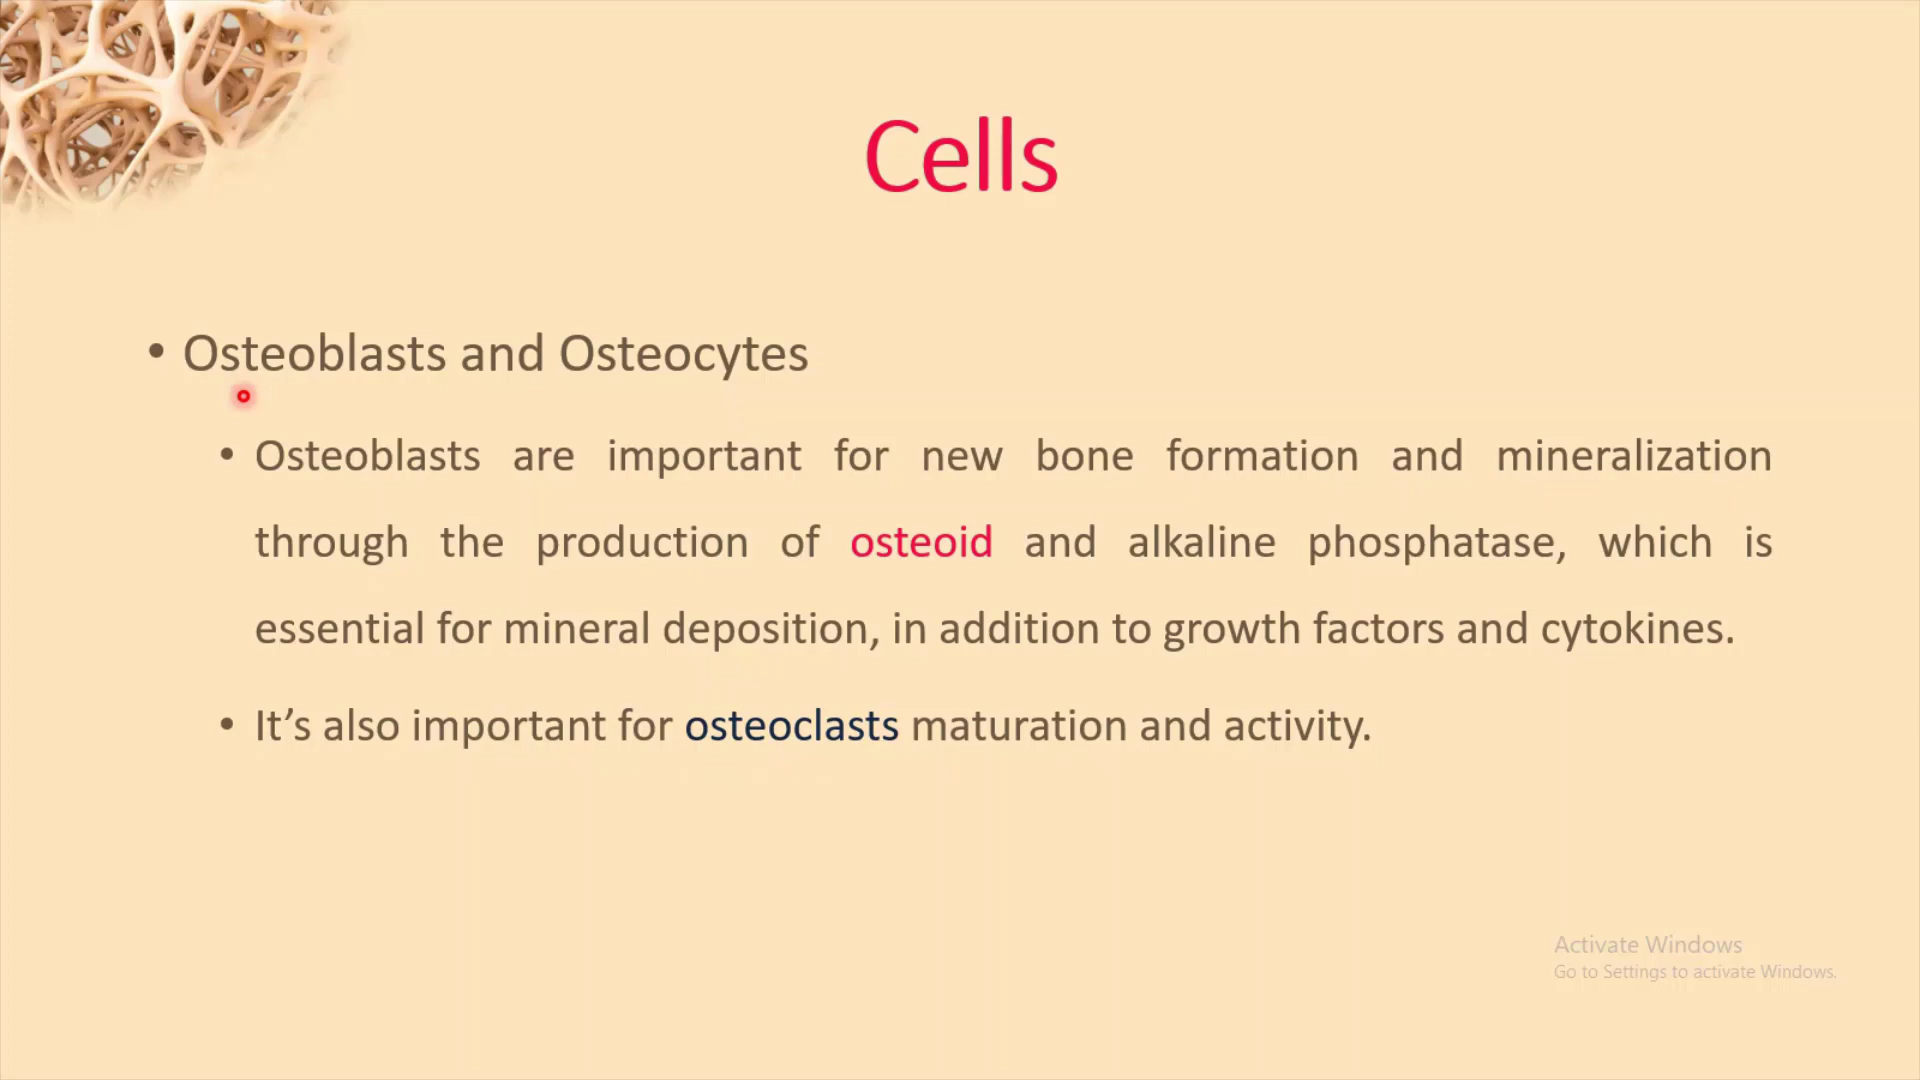 Cells
• Osteoblasts and Osteocytes
• Osteoblasts are important for new bone formation and mineralization
through the production of osteoid and alkaline phosphatase, which is
essential for mineral deposition, in addition to growth factors and cytokines.
• It’s also important for osteoclasts maturation and activity.
Activate Windows
Go to Settings to activate Windows.